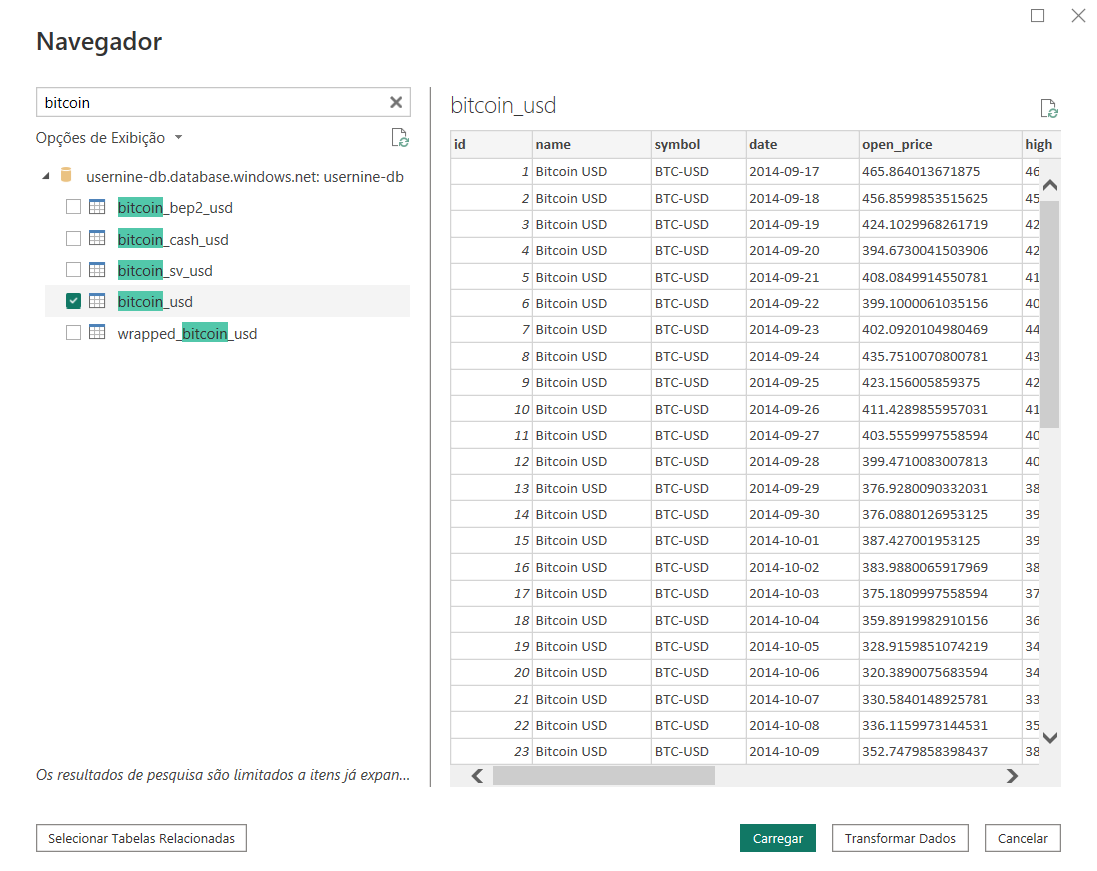 Navegador
bitcoin
Opções de Exibição
usernine-db.database.windows.net: usernine-db
bitcoin_bep2_usd
bitcoin_cash_usd
bitcoin_sv_usd
bitcoin_usd
wrapped_bitcoin_usd
Os resultados de pesquisa são limitados a itens já expan...
bitcoin_usd
id name symbol date open_price high
1 Bitcoin USD BTC-USD 2014-09-17 465.864013671875 46
2 Bitcoin USD BTC-USD 2014-09-18 456.8599853515625 45
3 Bitcoin USD BTC-USD 2014-09-19 424.1029968261719 42
4 Bitcoin USD BTC-USD 2014-09-20 394.6730041503906 42
5 Bitcoin USD BTC-USD 2014-09-21 408.0849914550781 41
6 Bitcoin USD BTC-USD 2014-09-22 399.1000061035156 40
7 Bitcoin USD BTC-USD 2014-09-23 402.0920104980469 44
8 Bitcoin USD BTC-USD 2014-09-24 435.7510070800781 43
9 Bitcoin USD BTC-USD 2014-09-25 423.156005859375 42
10 Bitcoin USD BTC-USD 2014-09-26 411.4289855957031 41
11 Bitcoin USD BTC-USD 2014-09-27 403.5559997558594 40
12 Bitcoin USD BTC-USD 2014-09-28 399.4710083007813 40
13 Bitcoin USD BTC-USD 2014-09-29 376.9280090332031 38
14 Bitcoin USD BTC-USD 2014-09-30 376.0880126953125 39
15 Bitcoin USD BTC-USD 2014-10-01 387.427001953125 39
16 Bitcoin USD BTC-USD 2014-10-02 383.9880065917969 38
17 Bitcoin USD BTC-USD 2014-10-03 375.1809997558594 37
18 Bitcoin USD BTC-USD 2014-10-04 359.8919982910156 36
19 Bitcoin USD BTC-USD 2014-10-05 328.9159851074219 34
20 Bitcoin USD BTC-USD 2014-10-06 320.3890075683594 34
21 Bitcoin USD BTC-USD 2014-10-07 330.5840148925781 33
22 Bitcoin USD BTC-USD 2014-10-08 336.1159973144531 35
23 Bitcoin USD BTC-USD 2014-10-09 352.7479858398437 38
Selecionar Tabelas Relacionadas
Carregar
Transformar Dados
Cancelar